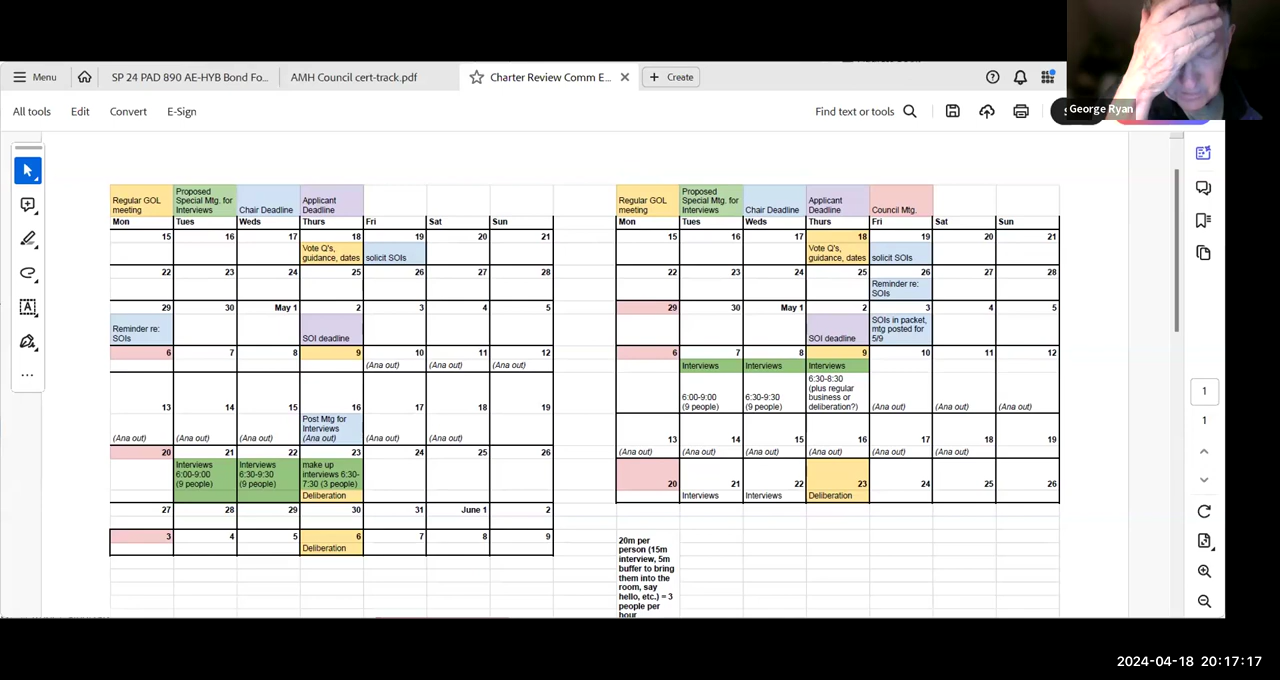 Menu
SP 24 PAD 890 AE-HYB Bond Fo...
AMH Council cert-track.pdf
Charter Review Comm E...
Create
George Ryan
All tools
Edit
Convert
E-Sign
Find text or tools
Regular GOL meeting
Proposed Special Mtg. for Interviews
Chair Deadline
Applicant Deadline
Mon Tues Weds Thurs Fri Sat Sun
15 16 17 18 19 20 21
Vote Q's, guidance, dates
solicit SOIs
22 23 24 25 26 27 28
29 30 May 1 2 3 4 5
Reminder re: SOIs
SOI deadline
6 7 8 9 10 11 12
(Ana out) (Ana out) (Ana out)
13 14 15 16 17 18 19
Post Mtg for Interviews
(Ana out) (Ana out) (Ana out) (Ana out) (Ana out) (Ana out)
20 21 22 23 24 25 26
Interviews 6:00-9:00 (9 people)
Interviews 6:30-9:30 (9 people)
make up interviews 6:30-7:30 (3 people)
Deliberation
27 28 29 30 31 June 1 2
3 4 5 6 7 8 9
Deliberation
Regular GOL meeting
Proposed Special Mtg. for Interviews
Chair Deadline
Applicant Deadline
Council Mtg.
Mon Tues Weds Thurs Fri Sat Sun
15 16 17 18 19 20 21
Vote Q's, guidance, dates
solicit SOIs
22 23 24 25 26 27 28
Reminder re: SOIs
29 30 May 1 2 3 4 5
SOI deadline
SOIs in packet, mtg posted for 5/9
6 7 8 9 10 11 12
Interviews Interviews Interviews
6:00-9:00 (9 people)
6:30-9:30 (9 people)
6:30-8:30 (plus regular business or deliberation?)
(Ana out) (Ana out) (Ana out)
13 14 15 16 17 18 19
(Ana out) (Ana out) (Ana out) (Ana out) (Ana out) (Ana out)
20 21 22 23 24 25 26
Interviews Interviews Deliberation
20m per
person (15m
interview, 5m
buffer to bring
them into the
room, say
hello, etc.) = 3
people per
hour
1
1
2024-04-18 20:17:17